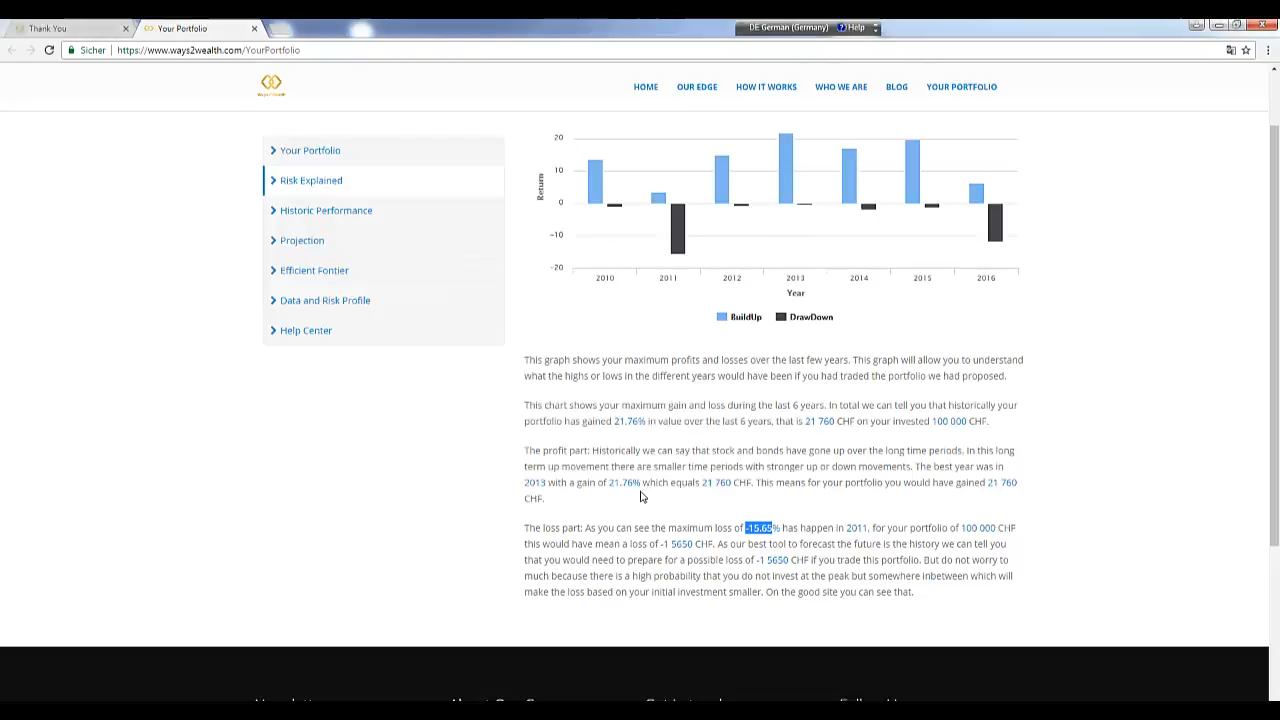 Thank You
Your Portfolio
DE German (Germany)
Help
Sicher
https://www.ways2wealth.com/YourPortfolio
HOME
OUR EDGE
HOW IT WORKS
WHO WE ARE
BLOG
YOUR PORTFOLIO
Your Portfolio
Risk Explained
Historic Performance
Projection
Efficient Fontier
Data and Risk Profile
Help Center
20
10
0
-10
-20
Return
2010 2011 2012 2013 2014 2015 2016
Year
BuildUp DrawDown
This graph shows your maximum profits and losses over the last few years. This graph will allow you to understand
what the highs or lows in the different years would have been if you had traded the portfolio we had proposed.
This chart shows your maximum gain and loss during the last 6 years. In total we can tell you that historically your
portfolio has gained 21.76% in value over the last 6 years, that is 21 760 CHF on your invested 100 000 CHF.
The profit part: Historically we can say that stock and bonds have gone up over the long time periods. In this long
term up movement there are smaller time periods with stronger up or down movements. The best year was in
2013 with a gain of 21.76% which equals 21 760 CHF. This means for your portfolio you would have gained 21 760
CHF.
The loss part: As you can see the maximum loss of -15.65% has happen in 2011, for your portfolio of 100 000 CHF
this would have mean a loss of -1 5650 CHF. As our best tool to forecast the future is the history we can tell you
that you would need to prepare for a possible loss of -1 5650 CHF if you trade this portfolio. But do not worry to
much because there is a high probability that you do not invest at the peak but somewhere inbetween which will
make the loss based on your initial investment smaller. On the good site you can see that.